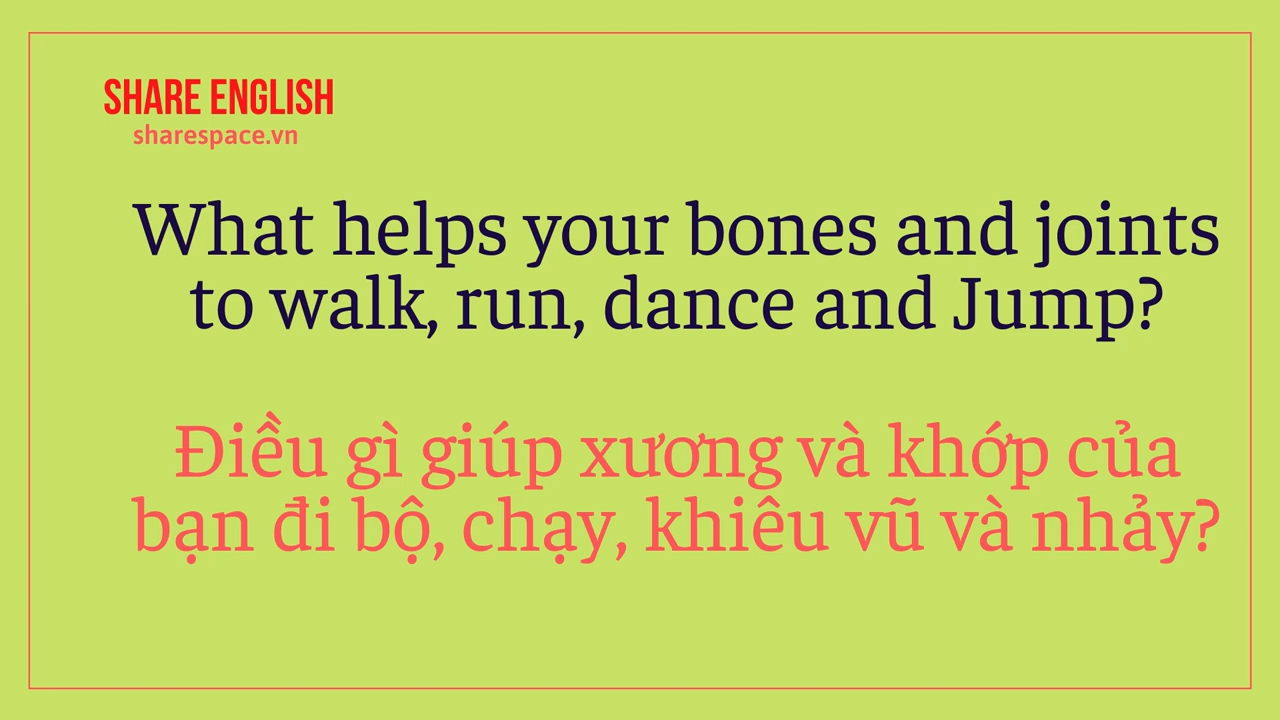 SHARE ENGLISH
sharespace.vn
What helps your bones and joints
to walk, run, dance and Jump?
Điều gì giúp xương và khớp của
bạn đi bộ, chạy, khiêu vũ và nhảy?